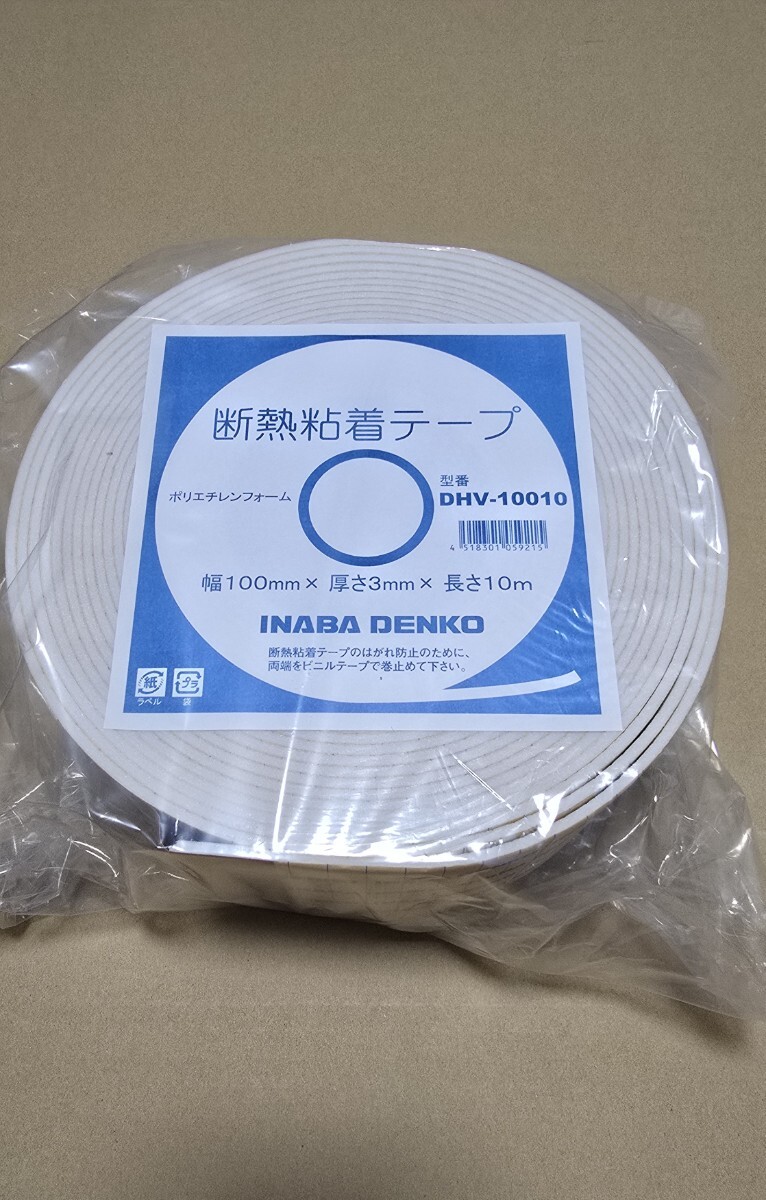 断熱粘着テープ
ポリエチレンフォーム
型番
DHV-10010
4 518301 059215
幅100mm× 厚さ3mm× 長さ10m
INABA DENKO
断熱粘着テープのはがれ防止のために、
両端をビニルテープで巻止めて下さい。
紙 プラ
ラベル 袋